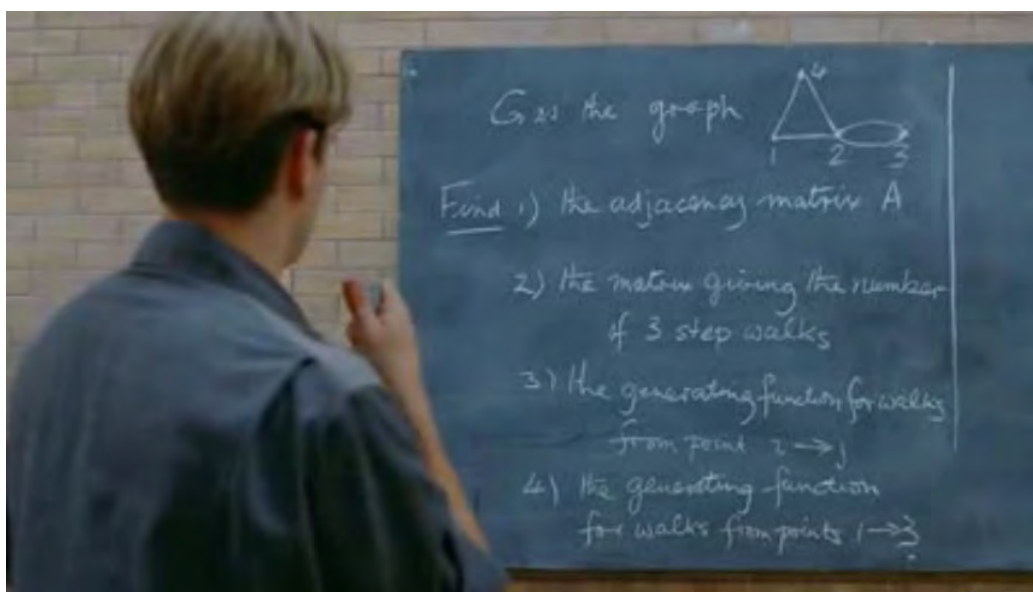 G is the graph
4
1 2 3
Find 1) the adjacency matrix A
2) the matrix giving the number
of 3 step walks
3) the generating function for walks
from point i → j
4) the generating function
for walks from points 1 → 3